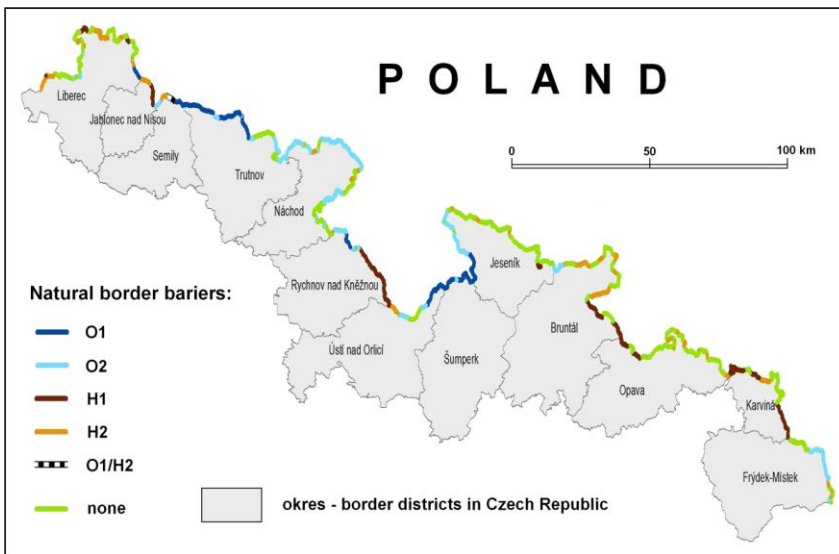 P O L A N D
0 50 100 km
Liberec
Jablonec nad Nisou
Semily
Trutnov
Náchod
Rychnov nad Kněžnou
Ústí nad Orlicí
Šumperk
Jeseník
Bruntál
Opava
Karviná
Frýdek-Místek
Natural border bariers:
O1
O2
H1
H2
O1/H2
none
okres - border districts in Czech Republic